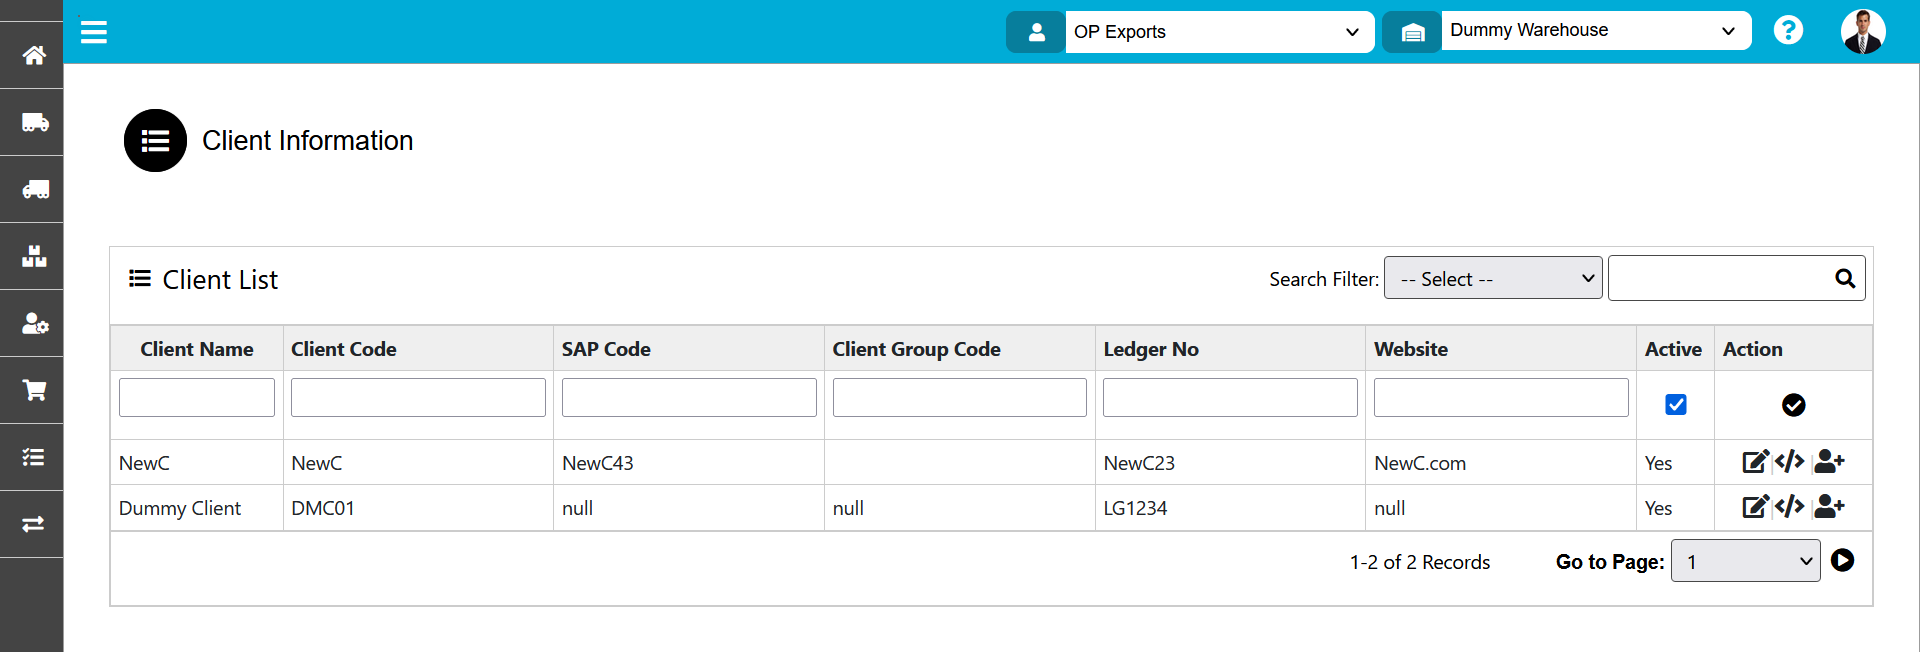 OP Exports
Dummy Warehouse
?
Client Information
Client List
Search Filter: -- Select --
Client Name Client Code SAP Code Client Group Code Ledger No Website Active Action
NewC NewC NewC43 NewC23 NewC.com Yes
Dummy Client DMC01 null null LG1234 null Yes
1-2 of 2 Records Go to Page: 1